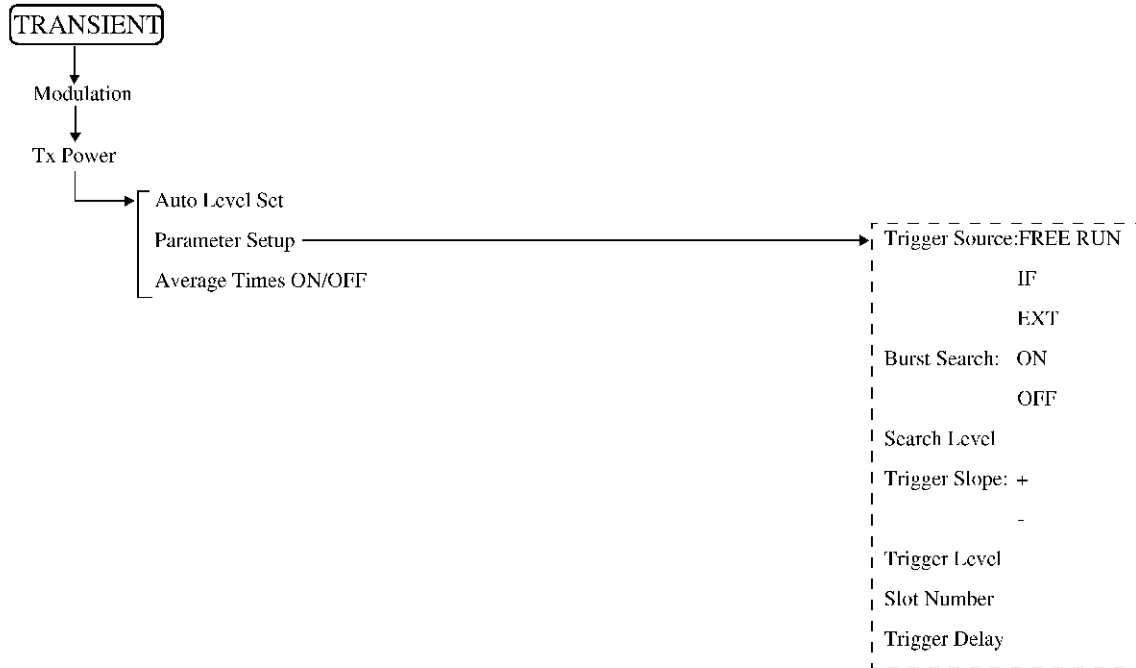 TRANSIENT
Modulation
Tx Power
Auto Level Set
Parameter Setup
Average Times ON/OFF
Trigger Source:FREE RUN
IF
EXT
Burst Search: ON
OFF
Search Level
Trigger Slope: +
-
Trigger Level
Slot Number
Trigger Delay